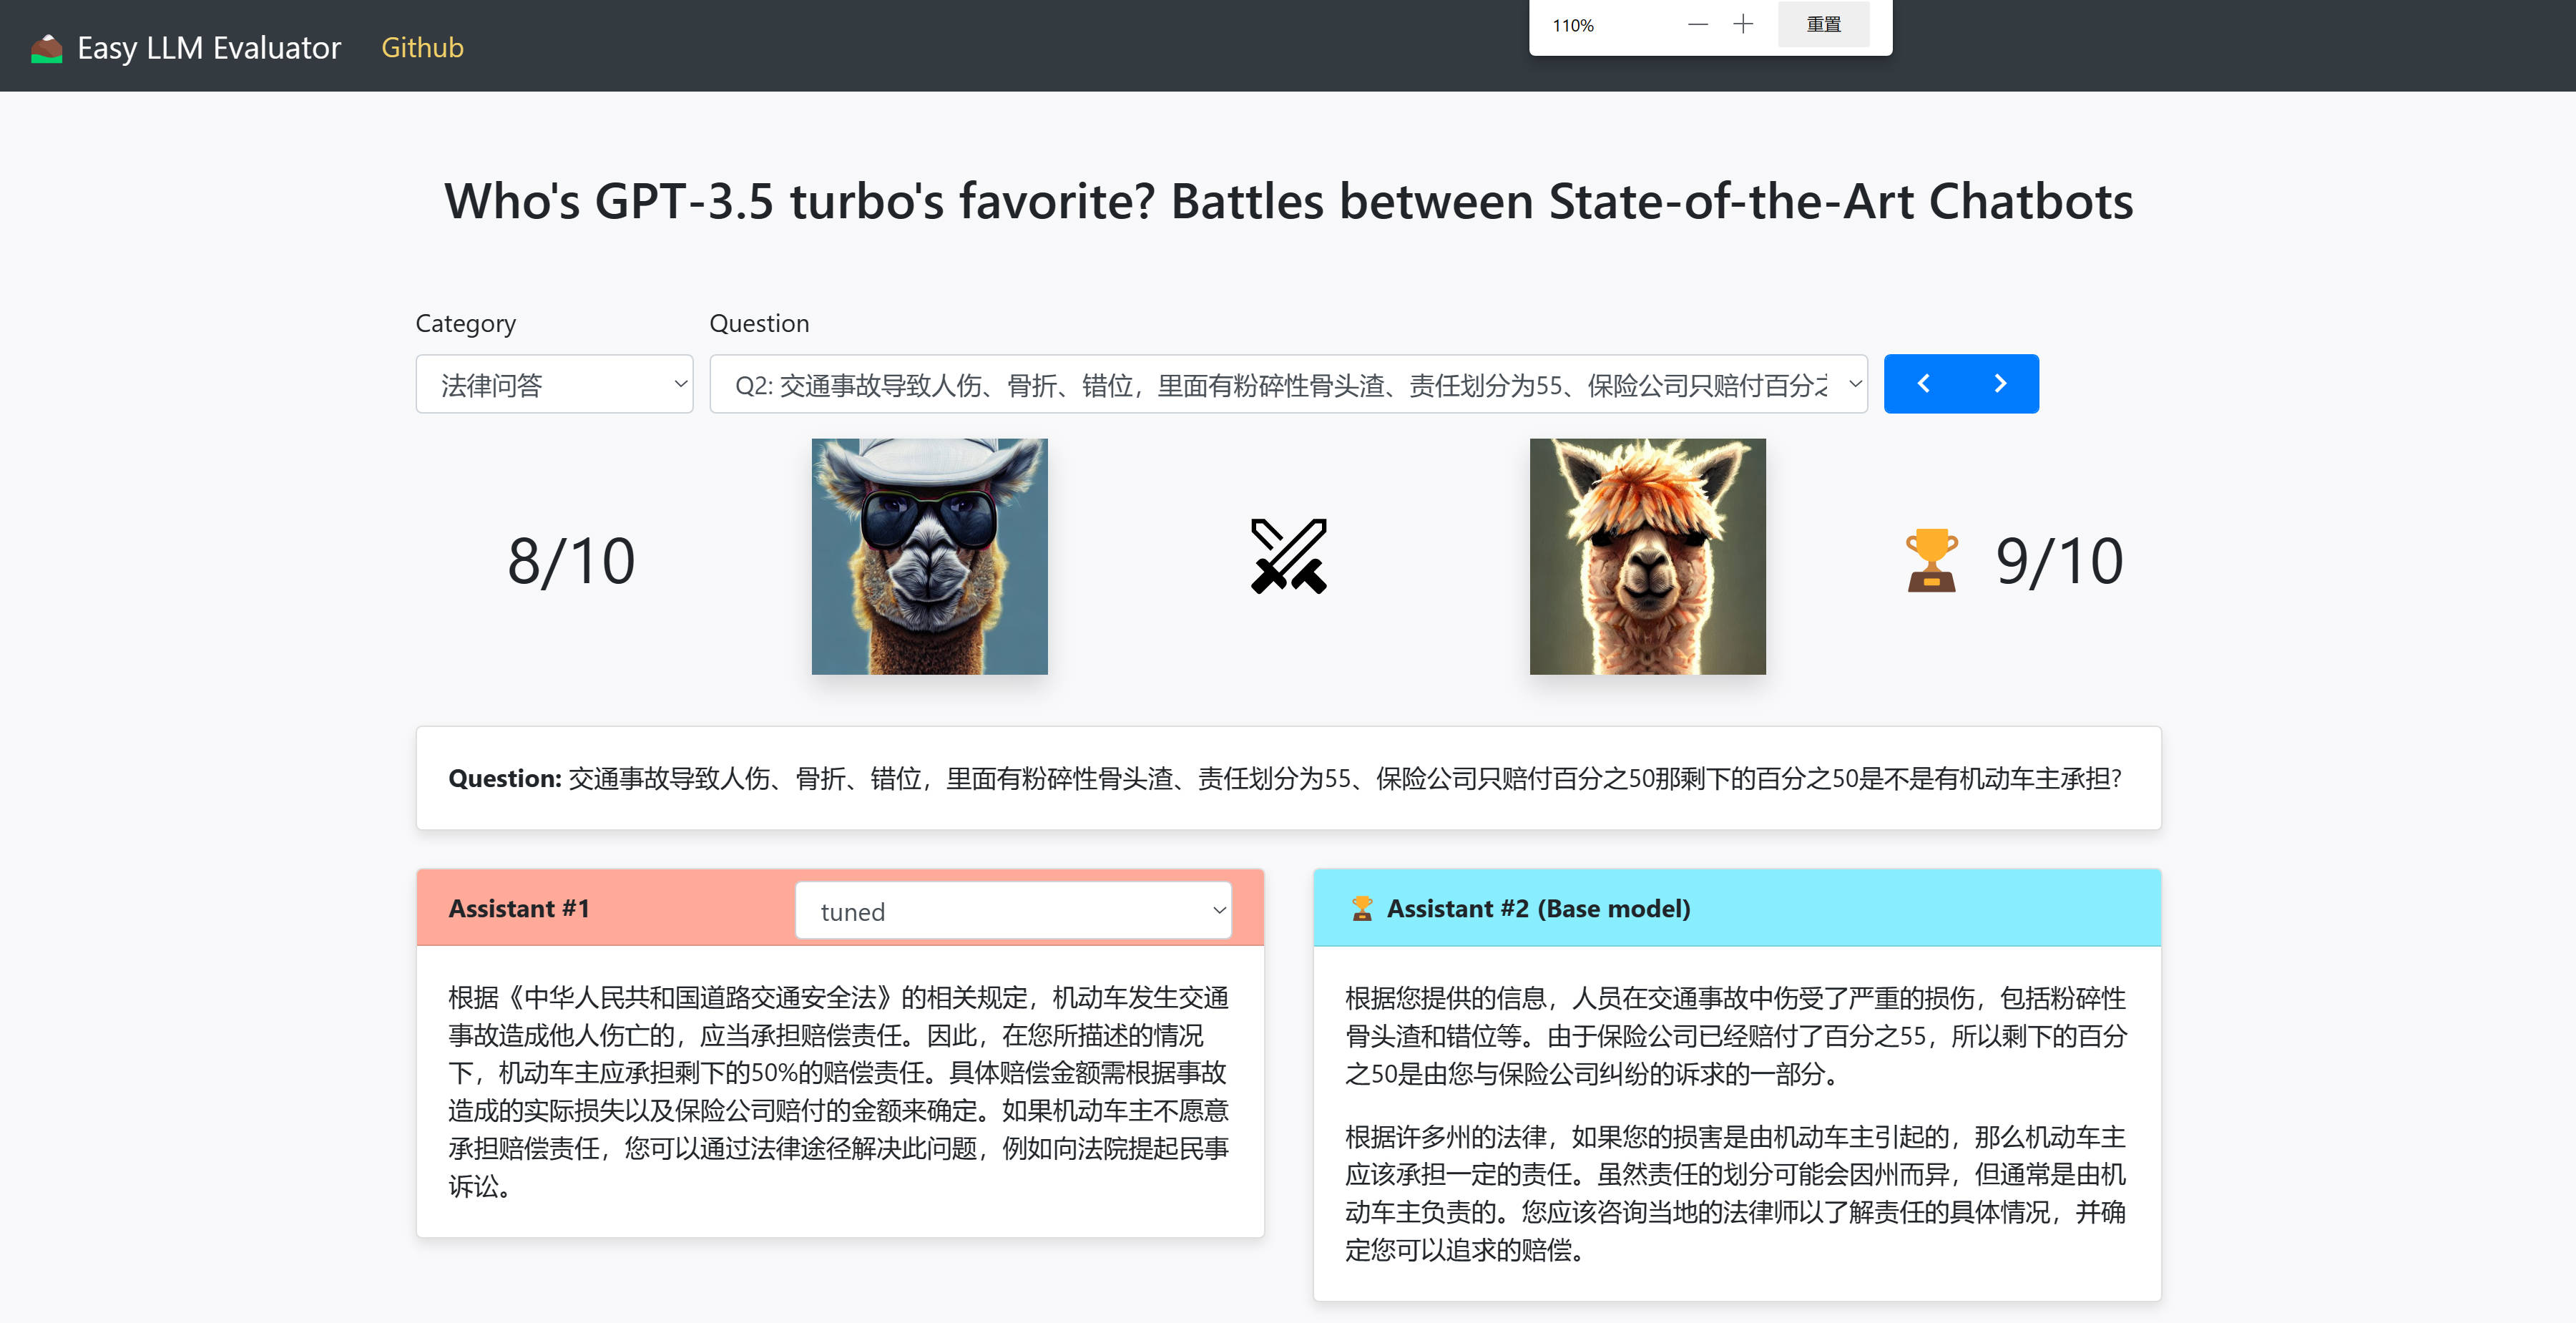 Easy LLM Evaluator Github
110% 重置
Who's GPT-3.5 turbo's favorite? Battles between State-of-the-Art Chatbots
Category Question
法律问答 Q2: 交通事故导致人伤、骨折、错位，里面有粉碎性骨头渣、责任划分为55、保险公司只赔付百分之
8/10 9/10
Question: 交通事故导致人伤、骨折、错位，里面有粉碎性骨头渣、责任划分为55、保险公司只赔付百分之50那剩下的百分之50是不是有机动车主承担?
Assistant #1 tuned
根据《中华人民共和国道路交通安全法》的相关规定，机动车发生交通
事故造成他人伤亡的，应当承担赔偿责任。因此，在您所描述的情况
下，机动车主应承担剩下的50%的赔偿责任。具体赔偿金额需根据事故
造成的实际损失以及保险公司赔付的金额来确定。如果机动车主不愿意
承担赔偿责任，您可以通过法律途径解决此问题，例如向法院提起民事
诉讼。
Assistant #2 (Base model)
根据您提供的信息，人员在交通事故中伤受了严重的损伤，包括粉碎性
骨头渣和错位等。由于保险公司已经赔付了百分之55，所以剩下的百分
之50是由您与保险公司纠纷的诉求的一部分。
根据许多州的法律，如果您的损害是由机动车主引起的，那么机动车主
应该承担一定的责任。虽然责任的划分可能会因州而异，但通常是由机
动车主负责的。您应该咨询当地的法律师以了解责任的具体情况，并确
定您可以追求的赔偿。